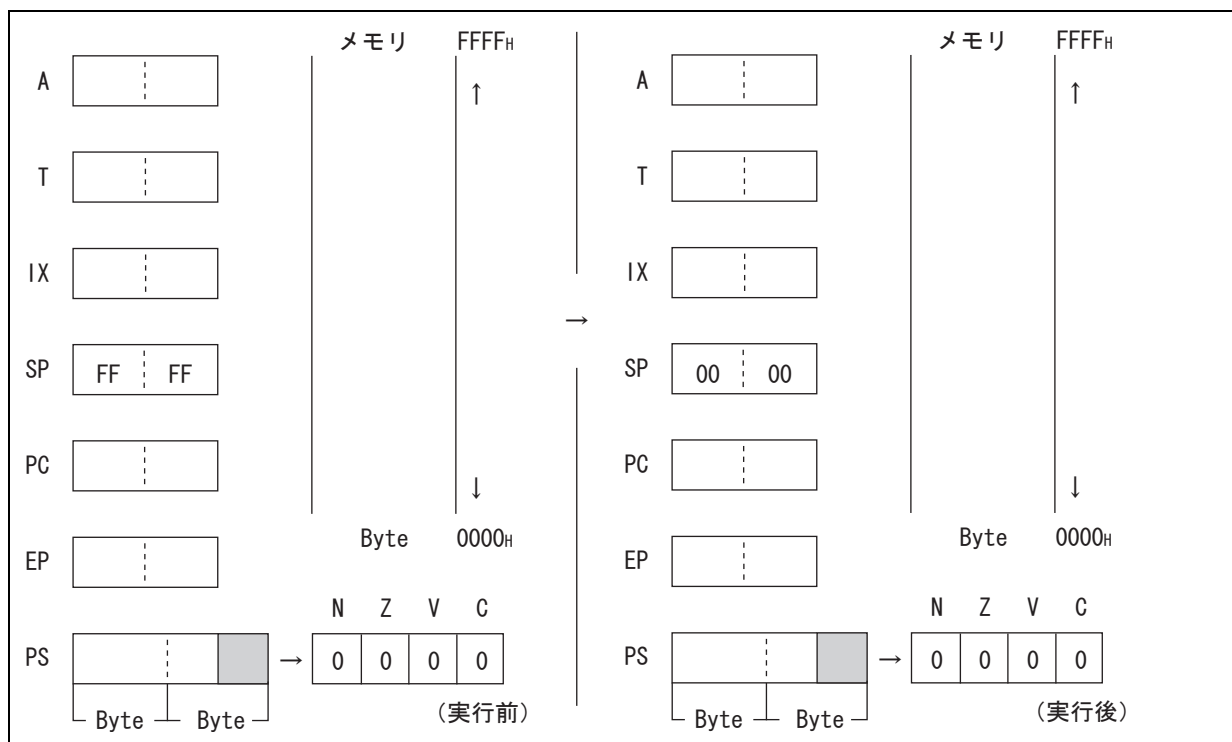 メモリ FFFFH
A
↑
T
IX
SP FF FF
PC
↓
Byte 0000H
EP
N Z V C
PS → 0 0 0 0
Byte Byte
(実行前)
→
メモリ FFFFH
A
↑
T
IX
SP 00 00
PC
↓
Byte 0000H
EP
N Z V C
PS → 0 0 0 0
Byte Byte
(実行後)